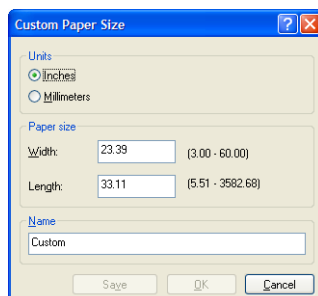 Custom Paper Size
Units
Inches
Millimeters
Paper size
Width: 23.39 (3.00 - 60.00)
Length: 33.11 (5.51 - 3582.68)
Name
Custom
Save OK Cancel